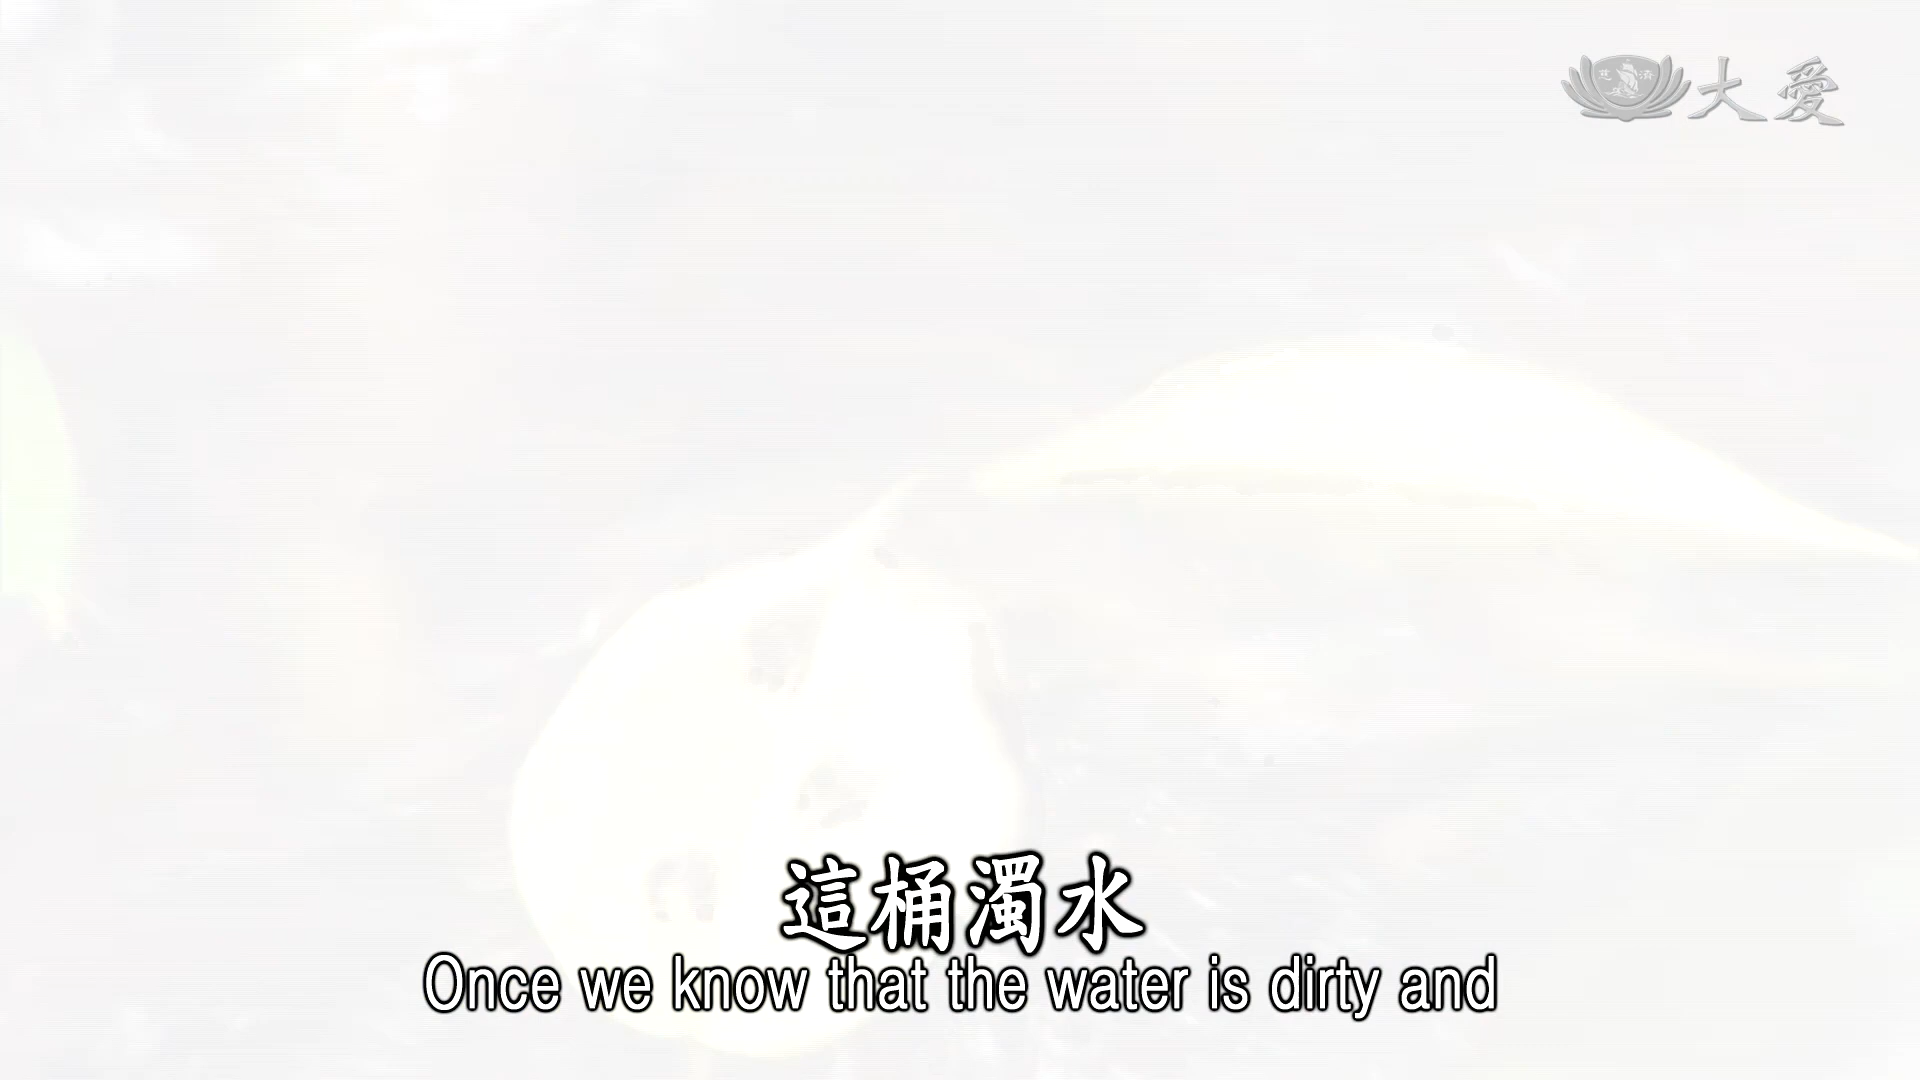 大愛
這桶濁水
Once we know that the water is dirty and